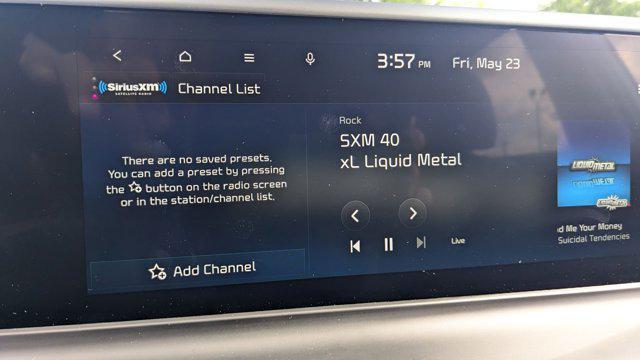 3:57 PM Fri, May 23
SiriusXM
SATELLITE RADIO
Channel List
There are no saved presets.
You can add a preset by pressing
the button on the radio screen
or in the station/channel list.
Add Channel
Rock
SXM 40
xL Liquid Metal
Live
LIQUID METAL
d Me Your Money
Suicidal Tendencies